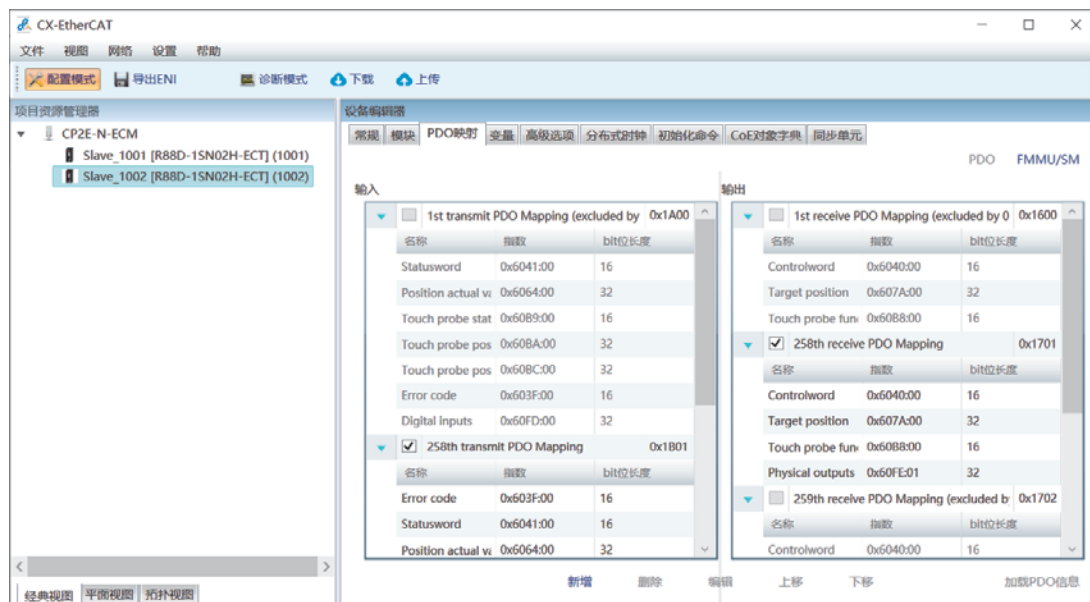 CX-EtherCAT
文件 视图 网络 设置 帮助
配置模式 导出ENI 诊断模式 下载 上传
项目资源管理器
CP2E-N-ECM
Slave_1001 [R88D-1SN02H-ECT] (1001)
Slave_1002 [R88D-1SN02H-ECT] (1002)
经典视图 平面视图 拓扑视图
设备编辑器
常规 模块 PDO映射 变量 高级选项 分布式时钟 初始化命令 CoE对象字典 同步单元
PDO FMMU/SM
输入
1st transmit PDO Mapping (excluded by 0x1A00
名称 指数 bit位长度
Statusword 0x6041:00 16
Position actual va 0x6064:00 32
Touch probe stat 0x60B9:00 16
Touch probe pos 0x60BA:00 32
Touch probe pos 0x60BC:00 32
Error code 0x603F:00 16
Digital inputs 0x60FD:00 32
258th transmit PDO Mapping 0x1B01
名称 指数 bit位长度
Error code 0x603F:00 16
Statusword 0x6041:00 16
Position actual va 0x6064:00 32
输出
1st receive PDO Mapping (excluded by 0 0x1600
名称 指数 bit位长度
Controlword 0x6040:00 16
Target position 0x607A:00 32
Touch probe fun 0x60B8:00 16
258th receive PDO Mapping 0x1701
名称 指数 bit位长度
Controlword 0x6040:00 16
Target position 0x607A:00 32
Touch probe fun 0x60B8:00 16
Physical outputs 0x60FE:01 32
259th receive PDO Mapping (excluded b 0x1702
名称 指数 bit位长度
Controlword 0x6040:00 16
新增 删除 编辑 上移 下移 加载PDO信息